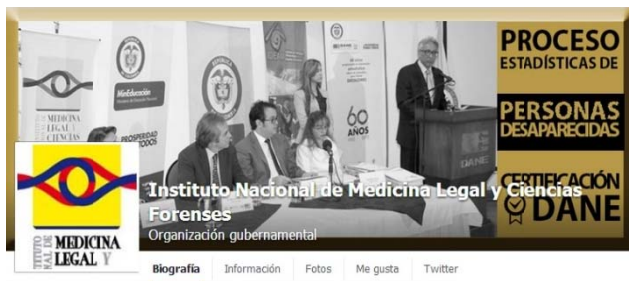 PROCESO
ESTADÍSTICAS DE
PERSONAS
DESAPARECIDAS
CERTIFICACIÓN
DANE
MinEducación
PROSPERIDAD
TODOS
60
AÑOS
DANE
MEDICINA
LEGAL Y
CIENCIAS
Instituto Nacional de Medicina Legal y Ciencias
Forenses
Organización gubernamental
MEDICINA
LEGAL Y
Biografía Información Fotos Me gusta Twitter